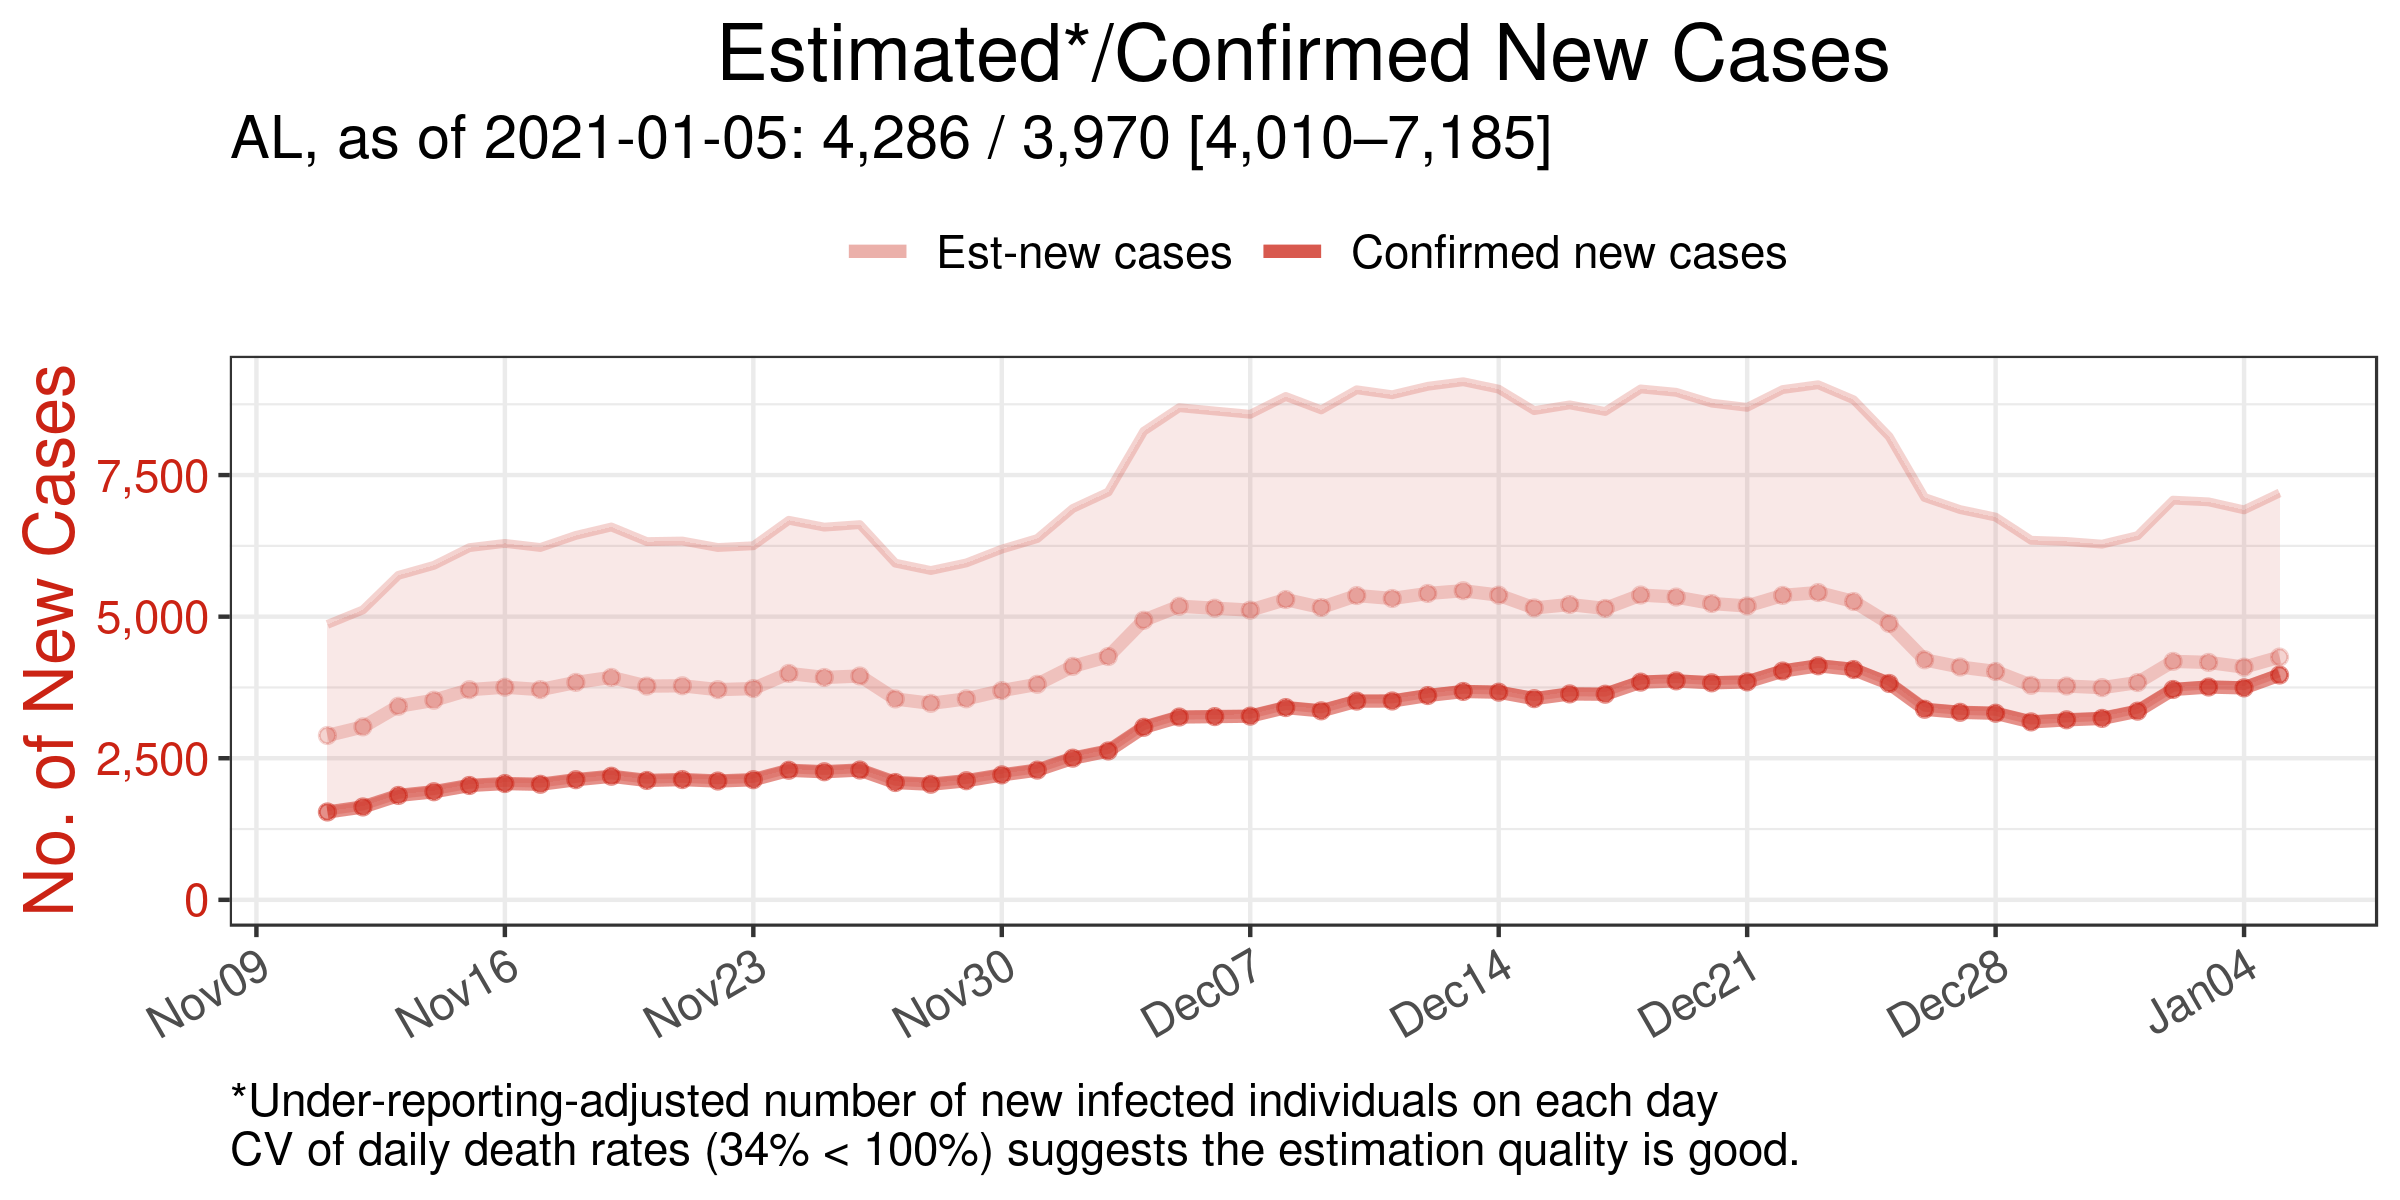 Estimated*/Confirmed New Cases
AL, as of 2021-01-05: 4,286 / 3,970 [4,010–7,185]
Est-new cases
Confirmed new cases
No. of New Cases
7,500
5,000
2,500
0
Nov09
Nov16
Nov23
Nov30
Dec07
Dec14
Dec21
Dec28
Jan04
*Under-reporting-adjusted number of new infected individuals on each day
CV of daily death rates (34% < 100%) suggests the estimation quality is good.